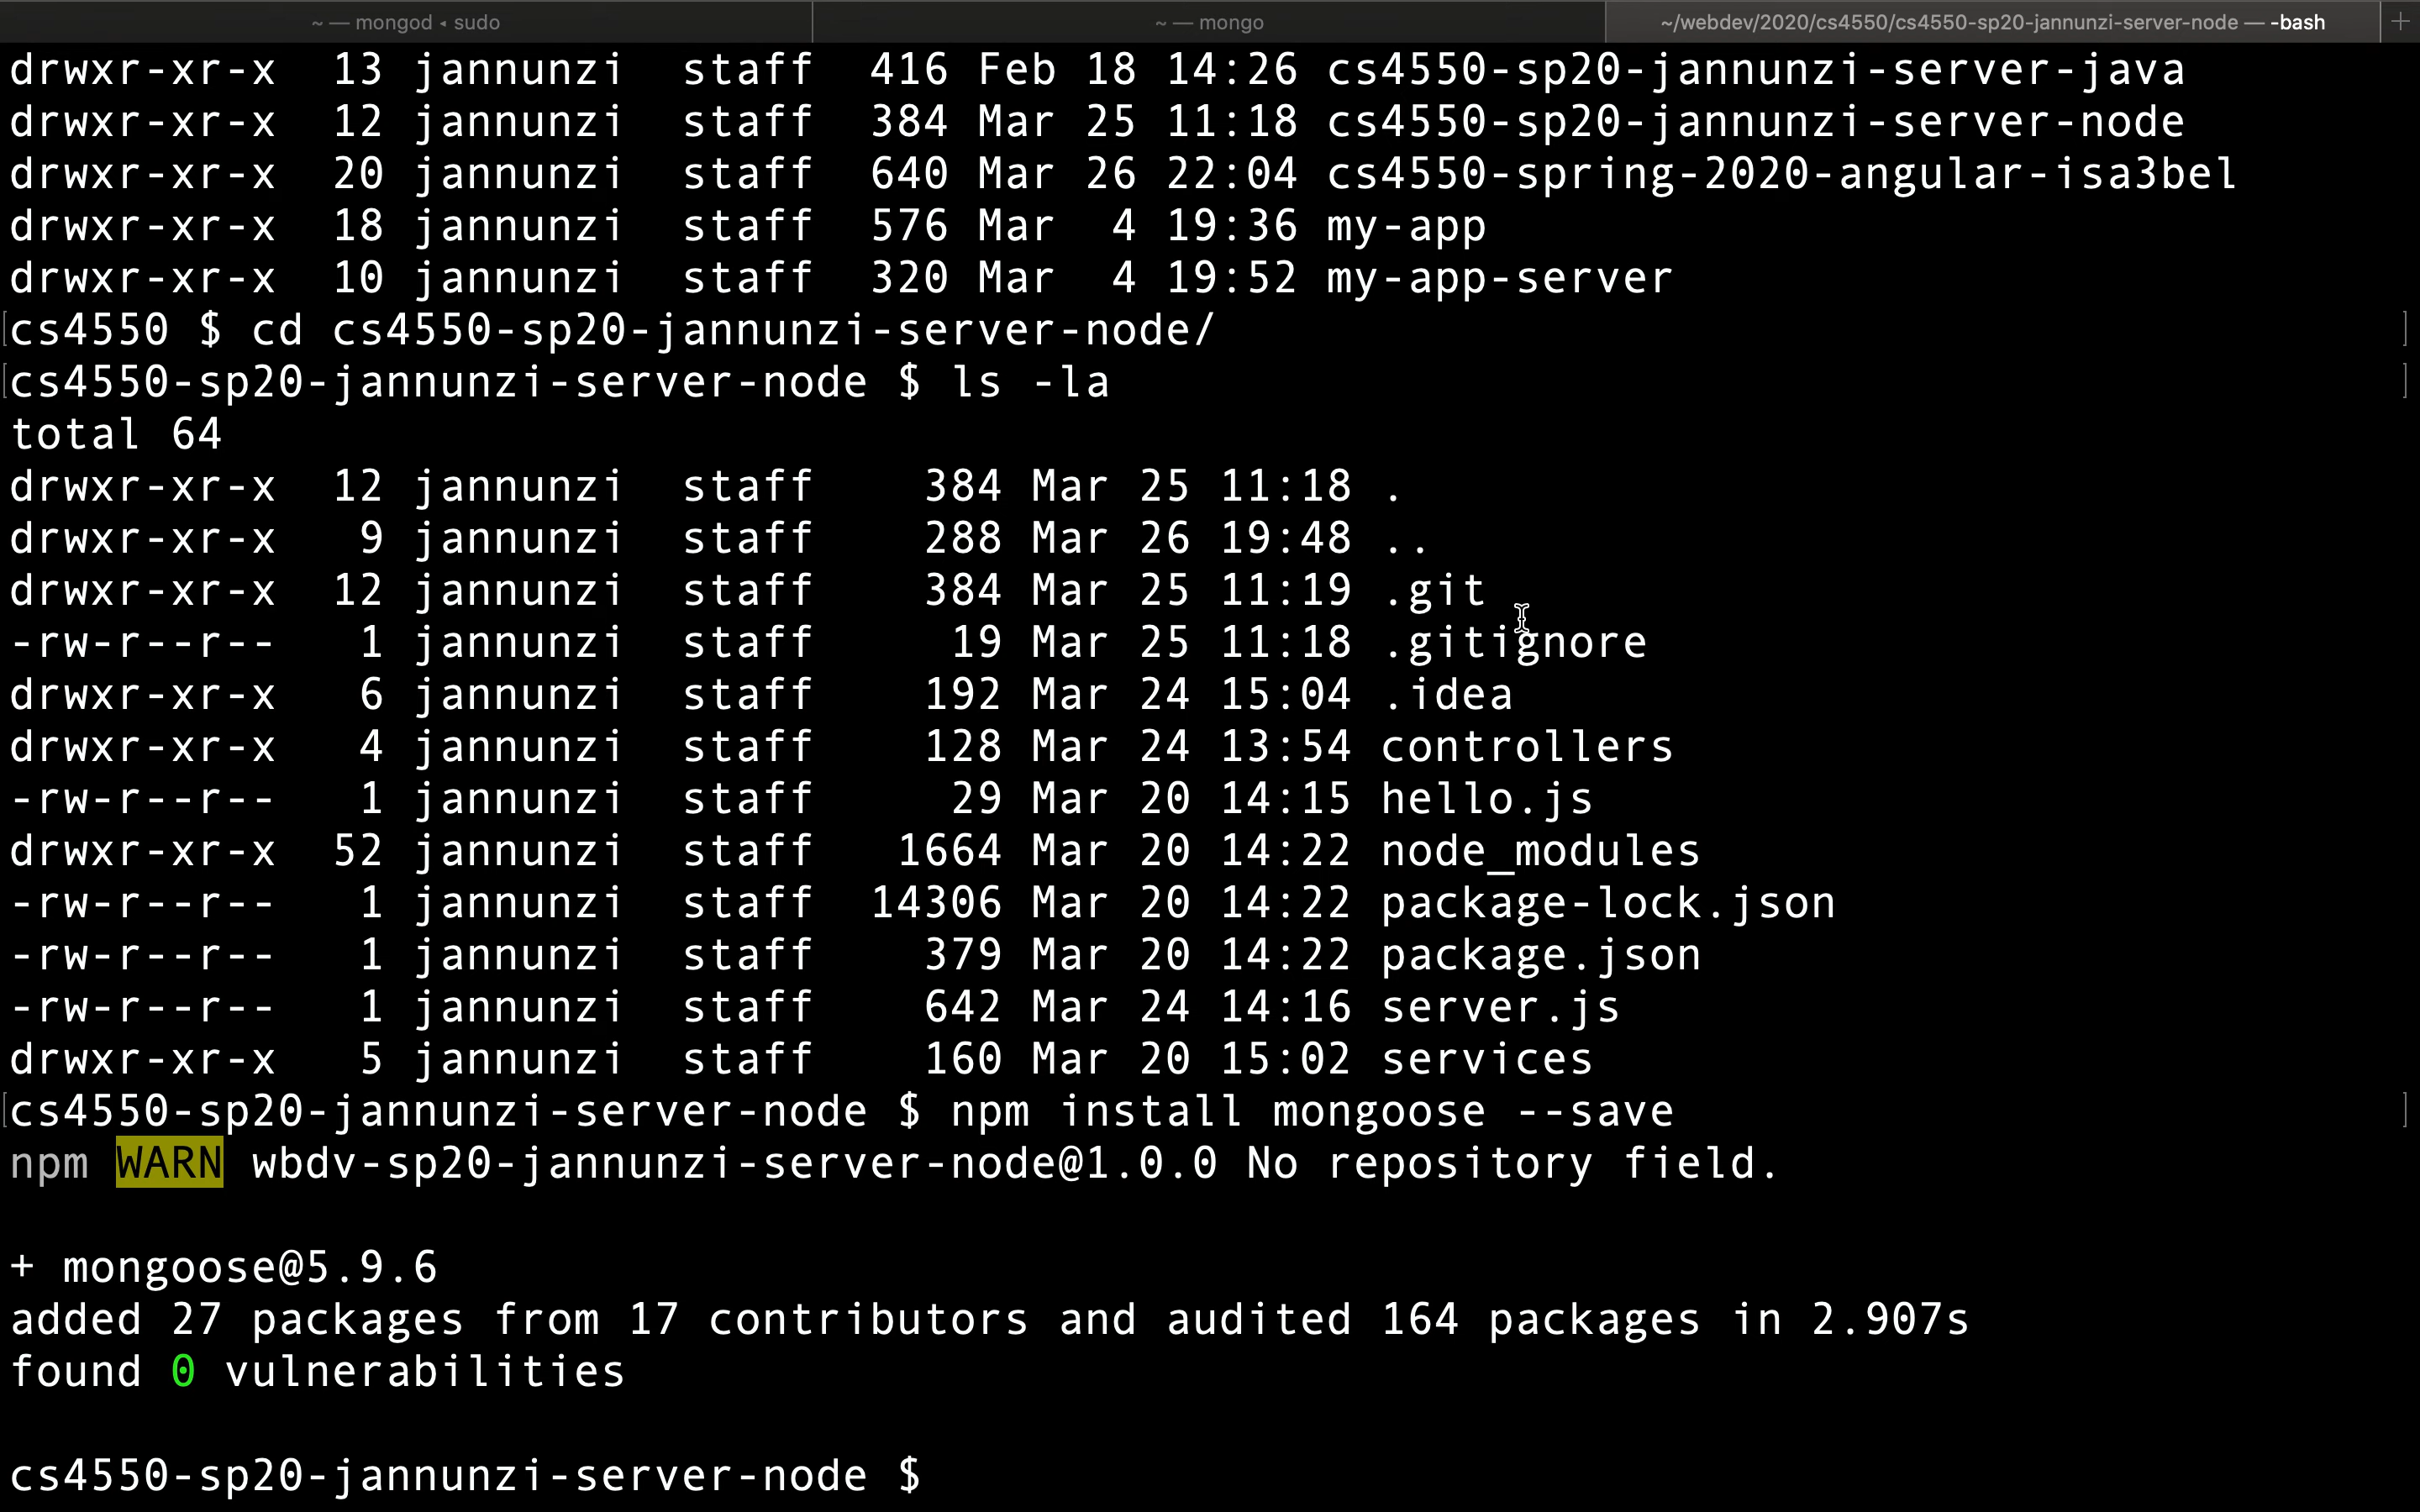 ~ — mongod ◂ sudo
~ — mongo
~/webdev/2020/cs4550/cs4550-sp20-jannunzi-server-node — -bash
drwxr-xr-x  13 jannunzi  staff  416 Feb 18 14:26 cs4550-sp20-jannunzi-server-java
drwxr-xr-x  12 jannunzi  staff  384 Mar 25 11:18 cs4550-sp20-jannunzi-server-node
drwxr-xr-x  20 jannunzi  staff  640 Mar 26 22:04 cs4550-spring-2020-angular-isa3bel
drwxr-xr-x  18 jannunzi  staff  576 Mar  4 19:36 my-app
drwxr-xr-x  10 jannunzi  staff  320 Mar  4 19:52 my-app-server
[cs4550 $ cd cs4550-sp20-jannunzi-server-node/ ]
[cs4550-sp20-jannunzi-server-node $ ls -la ]
total 64
drwxr-xr-x  12 jannunzi  staff    384 Mar 25 11:18 .
drwxr-xr-x   9 jannunzi  staff    288 Mar 26 19:48 ..
drwxr-xr-x  12 jannunzi  staff    384 Mar 25 11:19 .git
-rw-r--r--   1 jannunzi  staff     19 Mar 25 11:18 .gitignore
drwxr-xr-x   6 jannunzi  staff    192 Mar 24 15:04 .idea
drwxr-xr-x   4 jannunzi  staff    128 Mar 24 13:54 controllers
-rw-r--r--   1 jannunzi  staff     29 Mar 20 14:15 hello.js
drwxr-xr-x  52 jannunzi  staff   1664 Mar 20 14:22 node_modules
-rw-r--r--   1 jannunzi  staff  14306 Mar 20 14:22 package-lock.json
-rw-r--r--   1 jannunzi  staff    379 Mar 20 14:22 package.json
-rw-r--r--   1 jannunzi  staff    642 Mar 24 14:16 server.js
drwxr-xr-x   5 jannunzi  staff    160 Mar 20 15:02 services
[cs4550-sp20-jannunzi-server-node $ npm install mongoose --save ]
npm WARN wbdv-sp20-jannunzi-server-node@1.0.0 No repository field.
+ mongoose@5.9.6
added 27 packages from 17 contributors and audited 164 packages in 2.907s
found 0 vulnerabilities
cs4550-sp20-jannunzi-server-node $